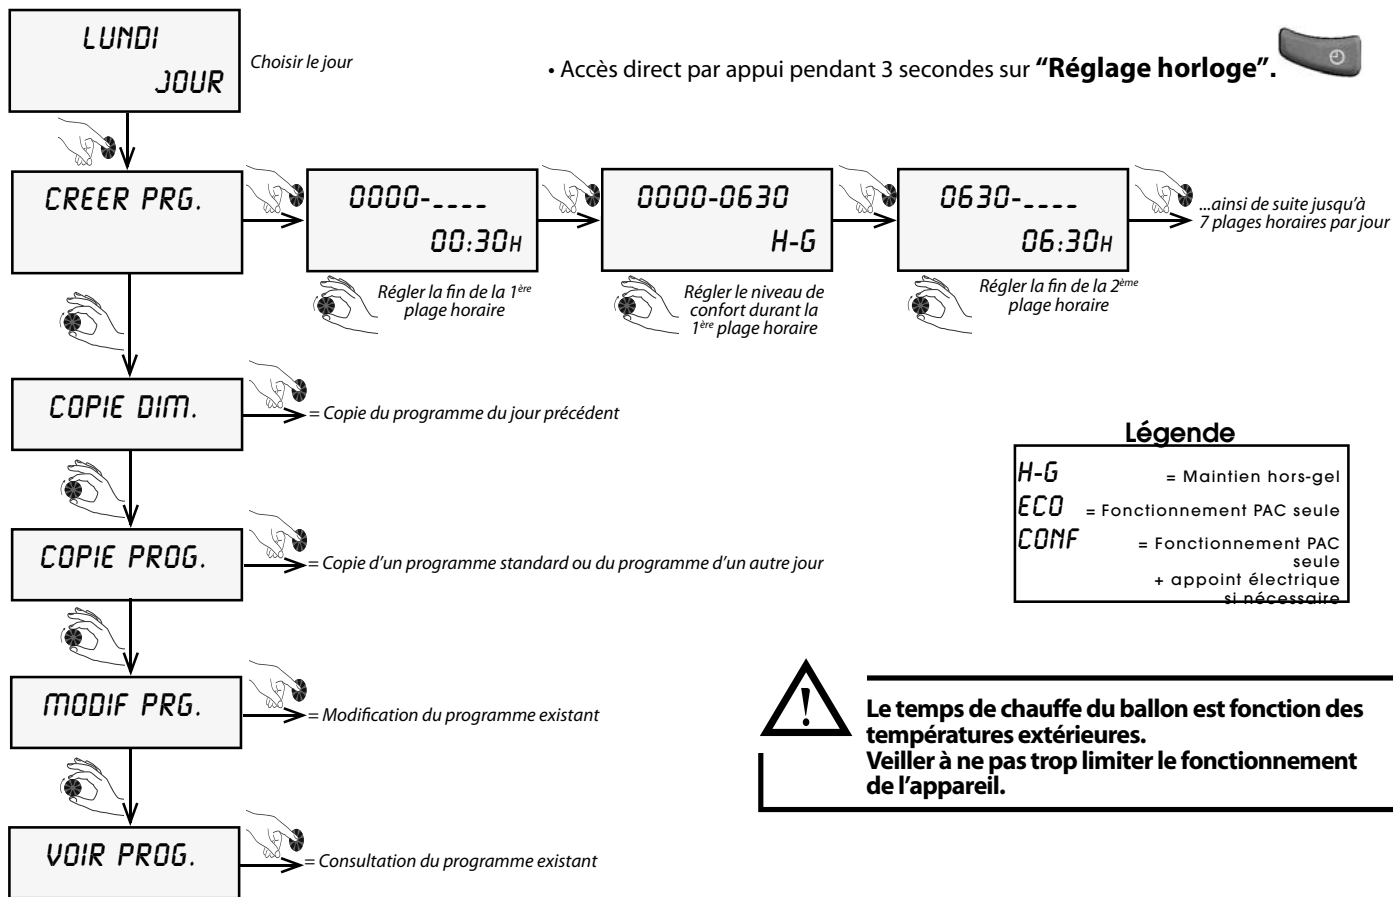 LUNDI
JOUR
Choisir le jour
• Accès direct par appui pendant 3 secondes sur “Réglage horloge”.
CREER PRG.
0000-----
00:30H
Régler la fin de la 1ère
plage horaire
0000-0630
H-G
Régler le niveau de
confort durant la
1ère plage horaire
0630-----
06:30H
Régler la fin de la 2ème
plage horaire
...ainsi de suite jusqu'à
7 plages horaires par jour
COPIE DIM.
= Copie du programme du jour précédent
COPIE PROG.
= Copie d'un programme standard ou du programme d'un autre jour
MODIF PRG.
= Modification du programme existant
VOIR PROG.
= Consultation du programme existant
Légende
H-G = Maintien hors-gel
ECO = Fonctionnement PAC seule
CONF = Fonctionnement PAC
seule
+ appoint électrique
si nécessaire
!
Le temps de chauffe du ballon est fonction des
températures extérieures.
Veiller à ne pas trop limiter le fonctionnement
de l'appareil.